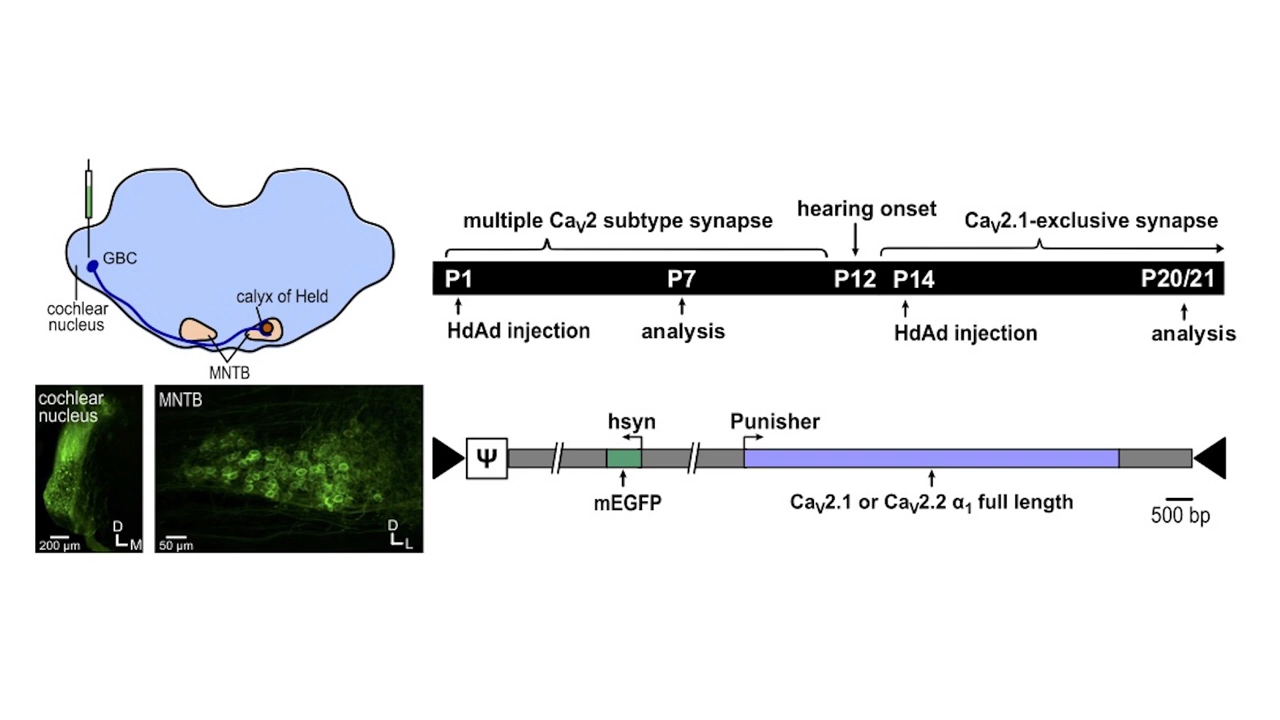 GBC
cochlear
nucleus
calyx of Held
MNTB
cochlear
nucleus
D
M
200 µm
MNTB
D
L
50 µm
multiple CaV2 subtype synapse
hearing onset
CaV2.1-exclusive synapse
P1
P7
P12
P14
P20/21
HdAd injection
analysis
HdAd injection
analysis
hsyn
Punisher
Ψ
mEGFP
CaV2.1 or CaV2.2 α1 full length
500 bp